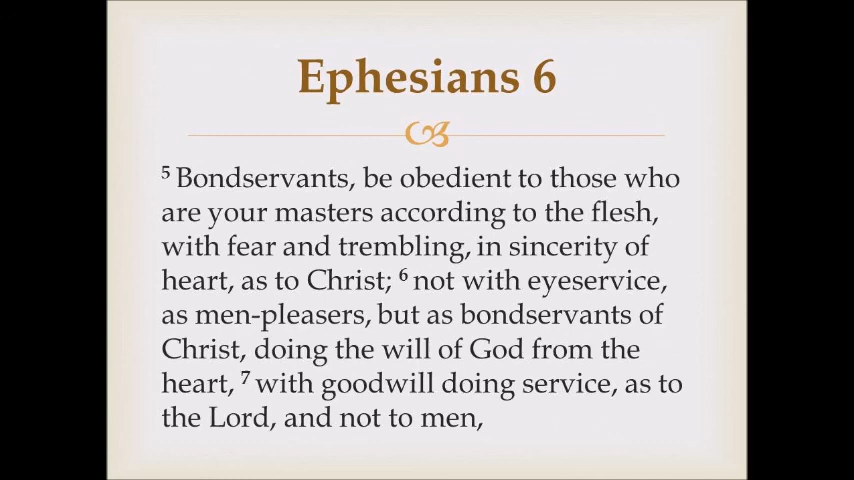 Ephesians 6
⁵ Bondservants, be obedient to those who
are your masters according to the flesh,
with fear and trembling, in sincerity of
heart, as to Christ; ⁶ not with eyeservice,
as men-pleasers, but as bondservants of
Christ, doing the will of God from the
heart, ⁷ with goodwill doing service, as to
the Lord, and not to men,